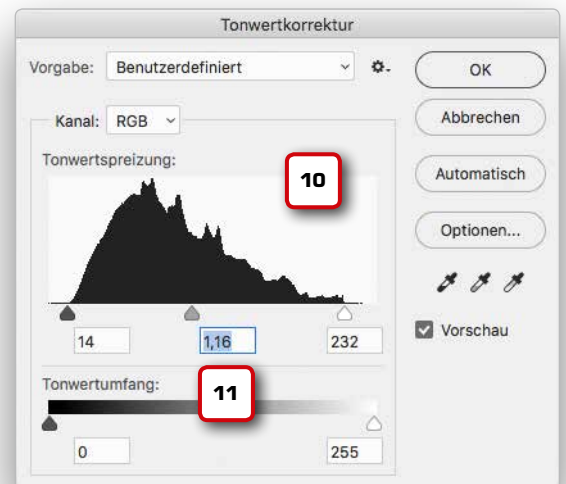 Tonwertkorrektur
Vorgabe: Benutzerdefiniert
OK
Kanal: RGB
Abbrechen
Tonwertspreizung:
10
Automatisch
Optionen...
14 1,16 232
Vorschau
Tonwertumfang:
11
0 255